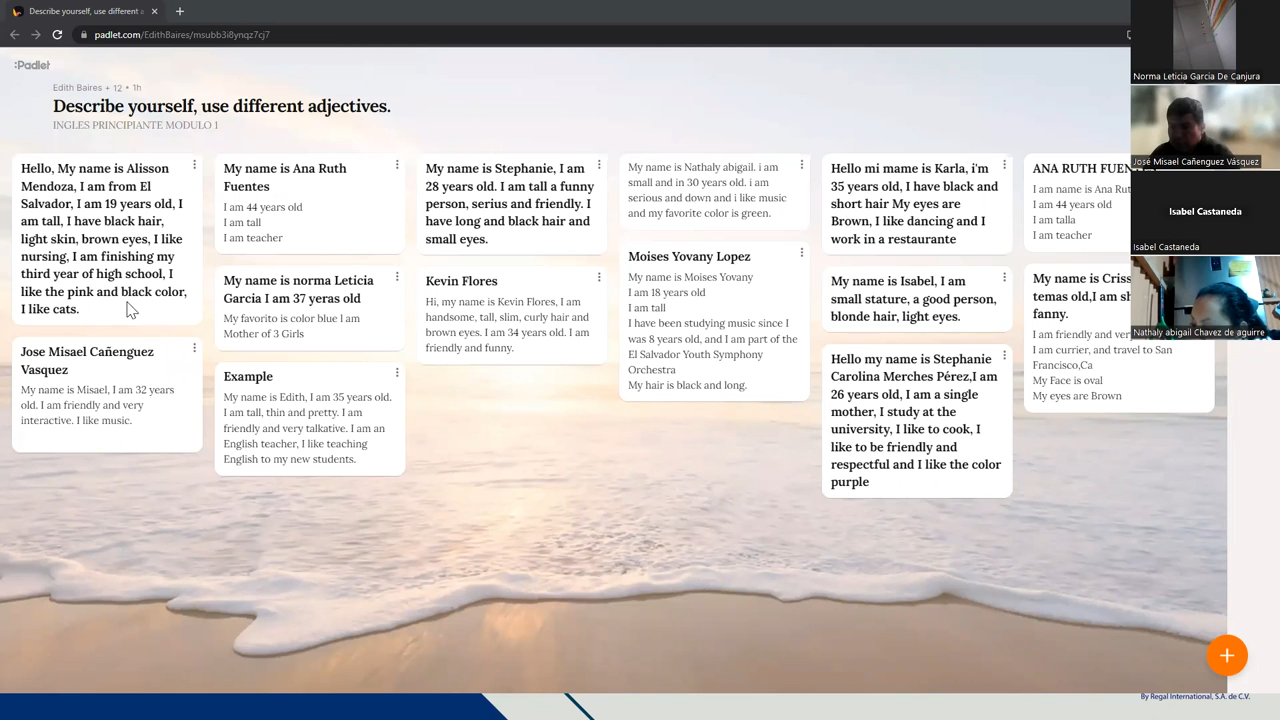 Describe yourself, use different a
padlet.com/EdithBaires/msubb3i8ynqz7cj7
:Padlet
Edith Baires + 12 • 1h
Describe yourself, use different adjectives.
INGLES PRINCIPIANTE MODULO 1
Hello, My name is Alisson
Mendoza, I am from El
Salvador, I am 19 years old, I
am tall, I have black hair,
light skin, brown eyes, I like
nursing, I am finishing my
third year of high school, I
like the pink and black color,
I like cats.
Jose Misael Cañenguez
Vasquez
My name is Misael, I am 32 years
old. I am friendly and very
interactive. I like music.
My name is Ana Ruth
Fuentes
I am 44 years old
I am tall
I am teacher
My name is norma Leticia
Garcia I am 37 yeras old
My favorito is color blue I am
Mother of 3 Girls
Example
My name is Edith, I am 35 years old.
I am tall, thin and pretty. I am
friendly and very talkative. I am an
English teacher, I like teaching
English to my new students.
My name is Stephanie, I am
28 years old. I am tall a funny
person, serius and friendly. I
have long and black hair and
small eyes.
Kevin Flores
Hi, my name is Kevin Flores, I am
handsome, tall, slim, curly hair and
brown eyes. I am 34 years old. I am
friendly and funny.
My name is Nathaly abigail. i am
small and in 30 years old. i am
serious and down and i like music
and my favorite color is green.
Moises Yovany Lopez
My name is Moises Yovany
I am 18 years old
I am tall
I have been studying music since I
was 8 years old, and I am part of the
El Salvador Youth Symphony
Orchestra
My hair is black and long.
Hello mi mame is Karla, i'm
35 years old, I have black and
short hair My eyes are
Brown, I like dancing and I
work in a restaurante
My name is Isabel, I am
small stature, a good person,
blonde hair, light eyes.
Hello my name is Stephanie
Carolina Merches Pérez,I am
26 years old, I am a single
mother, I study at the
university, I like to cook, I
like to be friendly and
respectful and I like the color
purple
ANA RUTH FUEN
I am name is Ana Rut
I am 44 years old
I am talla
I am teacher
My name is Criss
temas old,I am sh
fanny.
I am friendly and ver
I am currier, and travel to San
Francisco,Ca
My Face is oval
My eyes are Brown
Norma Leticia Garcia De Canjura
José Misael Cañenguez Vásquez
Isabel Castaneda
Isabel Castaneda
Nathaly abigail Chavez de aguirre
By Regal International, S.A. de C.V.